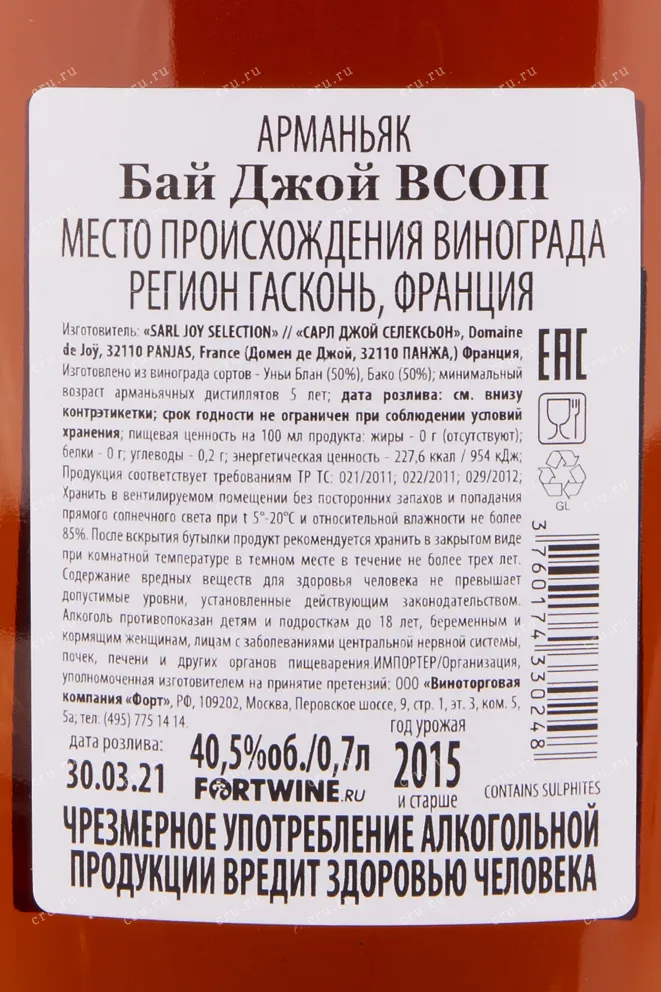 АРМАНЬЯК
Бай Джой ВСОП
МЕСТО ПРОИСХОЖДЕНИЯ ВИНОГРАДА
РЕГИОН ГАСКОНЬ, ФРАНЦИЯ
Изготовитель: «SARL JOY SELECTION» // «САРЛ ДЖОЙ СЕЛЕКСЬОН», Domaine
de Joÿ, 32110 PANJAS, France (Домен де Джой, 32110 ПАНЖА,) Франция,
Изготовлено из винограда сортов - Уньи Блан (50%), Бако (50%); минимальный
возраст арманьячных дистиллятов 5 лет; дата розлива: см. внизу
контрэтикетки; срок годности не ограничен при соблюдении условий
хранения; пищевая ценность на 100 мл продукта: жиры - 0 г (отсутствуют);
белки - 0 г; углеводы - 0,2 г; энергетическая ценность - 227,6 ккал / 954 кДж;
Продукция соответствует требованиям ТР ТС: 021/2011; 022/2011; 029/2012;
Хранить в вентилируемом помещении без посторонних запахов и попадания
прямого солнечного света при t 5°-20°C и относительной влажности не более
85%. После вскрытия бутылки продукт рекомендуется хранить в закрытом виде
при комнатной температуре в темном месте в течение не более трех лет.
Содержание вредных веществ для здоровья человека не превышает
допустимые уровни, установленные действующим законодательством.
Алкоголь противопоказан детям и подросткам до 18 лет, беременным и
кормящим женщинам, лицам с заболеваниями центральной нервной системы,
почек, печени и других органов пищеварения.ИМПОРТЕР/Организация,
уполномоченная изготовителем на принятие претензий: ООО «Виноторговая
компания «Форт», РФ, 109202, Москва, Перовское шоссе, 9, стр. 1, эт. 3, ком. 5,
5а; тел: (495) 775 14 14.
EAC
GL
3 760174 330248
дата розлива:
30.03.21
40,5%об./0,7л
FORTWINE.RU
год урожая
2015
и старше
CONTAINS SULPHITES
ЧРЕЗМЕРНОЕ УПОТРЕБЛЕНИЕ АЛКОГОЛЬНОЙ
ПРОДУКЦИИ ВРЕДИТ ЗДОРОВЬЮ ЧЕЛОВЕКА
cru.ru